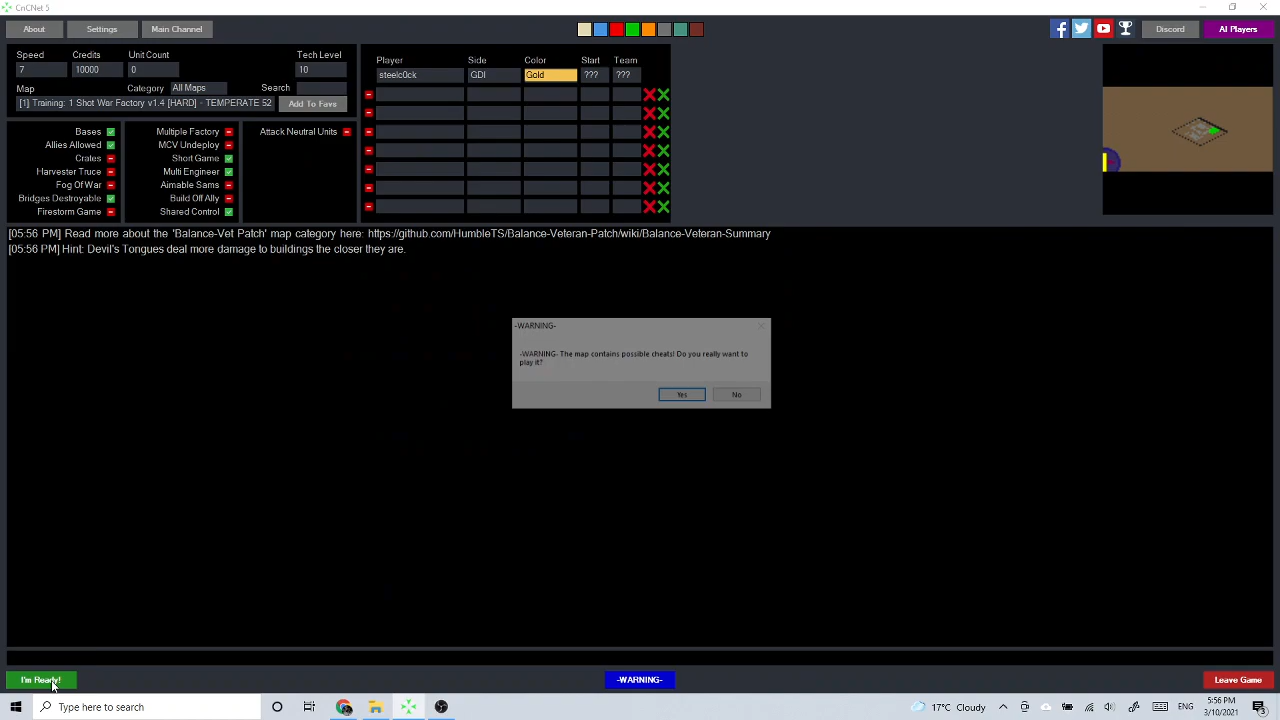 CnCNet 5
About Settings Main Channel Discord AI Players
Speed Credits Unit Count Tech Level
7 10000 0 10
Map Category All Maps Search
[1] Training: 1 Shot War Factory v1.4 [HARD] - TEMPERATE 52 Add To Favs
Player Side Color Start Team
steelc0ck GDI Gold ??? ???
Bases Multiple Factory Attack Neutral Units
Allies Allowed MCV Undeploy
Crates Short Game
Harvester Truce Multi Engineer
Fog Of War Aimable Sams
Bridges Destroyable Build Off Ally
Firestorm Game Shared Control
[05:56 PM] Read more about the 'Balance-Vet Patch' map category here: https://github.com/HumbleTS/Balance-Veteran-Patch/wiki/Balance-Veteran-Summary
[05:56 PM] Hint: Devil's Tongues deal more damage to buildings the closer they are.
-WARNING-
-WARNING- The map contains possible cheats! Do you really want to
play it?
Yes No
I'm Ready! -WARNING- Leave Game
Type here to search 17°C Cloudy ENG 5:56 PM
3/10/2021
3